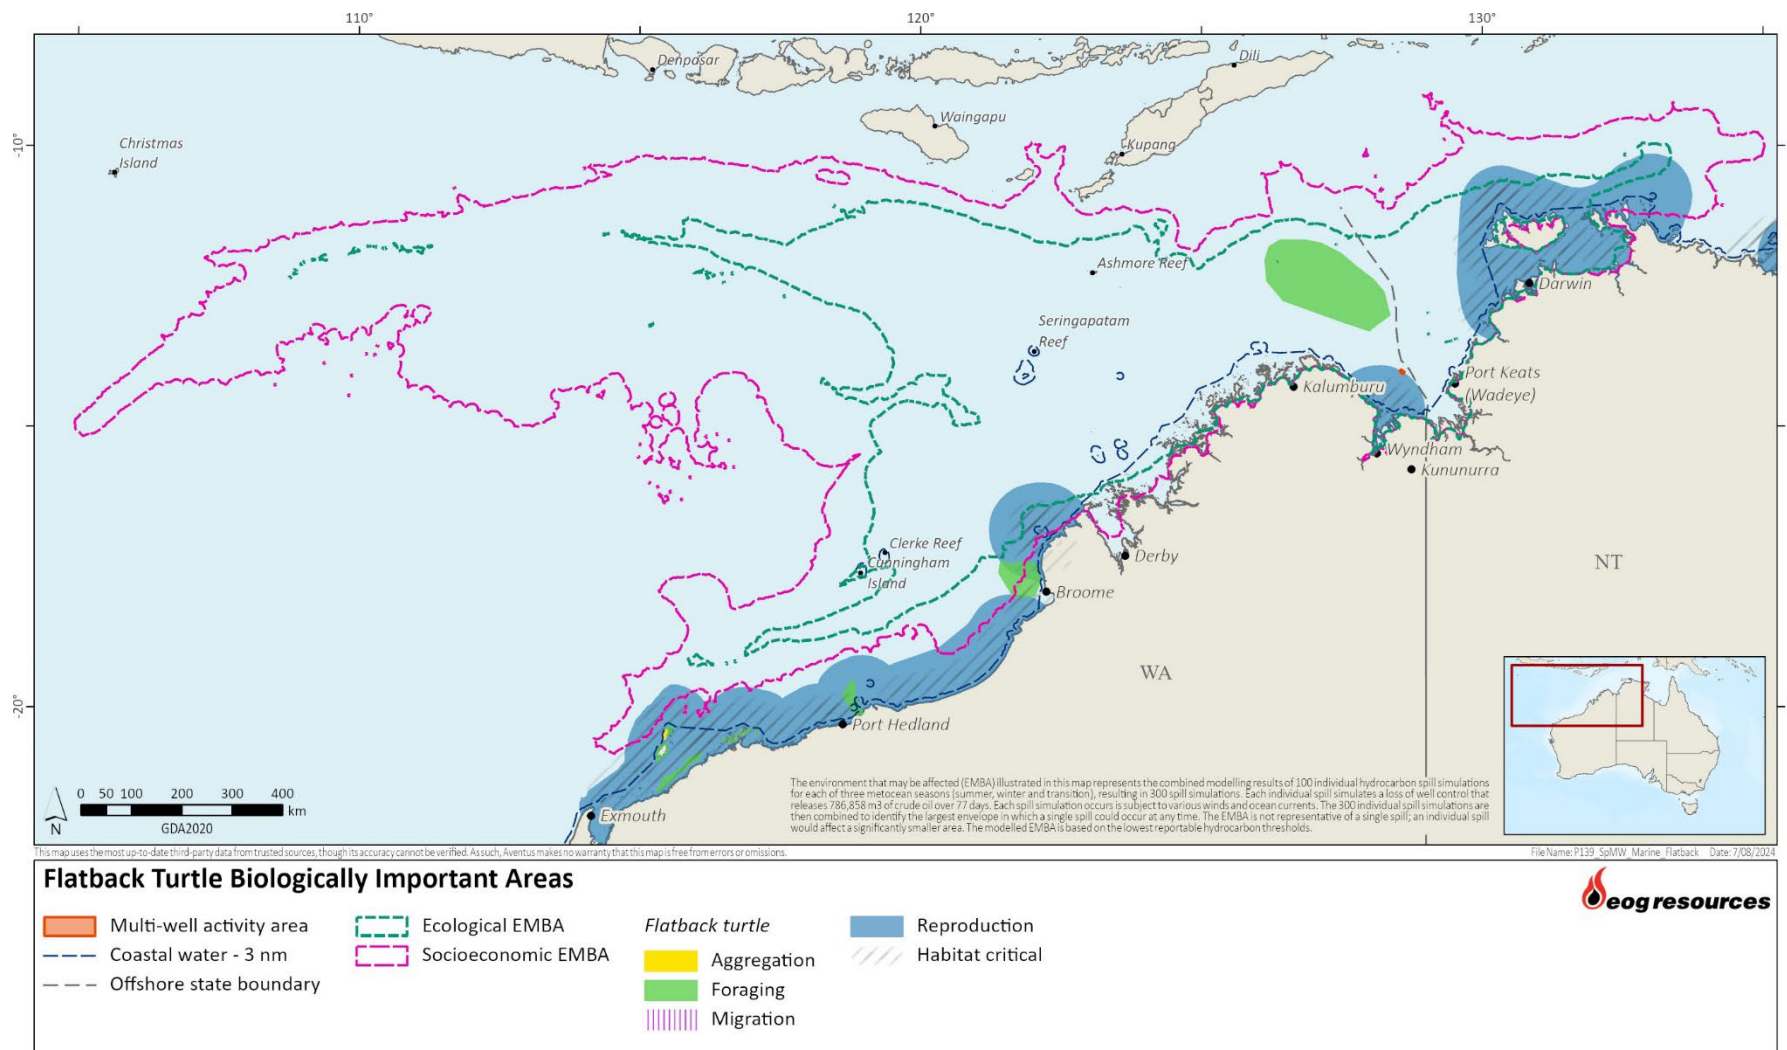 110°
120°
130°
-10°
-20°
Denpasar
Dili
Waingapu
Christmas
Island
Kupang
Ashmore Reef
Darwin
Seringapatam
Reef
Port Keats
(Wadeye)
Kalumburu
Wyndham
Kununurra
Clerke Reef
Cunningham
Island
Derby
Broome
NT
WA
Port Hedland
Exmouth
N
0 50 100 200 300 400
km
GDA2020
The environment that may be affected (EMBA) illustrated in this map represents the combined modelling results of 100 individual hydrocarbon spill simulations
for each of three metocean seasons (summer, winter and transition), resulting in 300 spill simulations. Each individual spill simulates a loss of well control that
releases 786,858 m3 of crude oil over 77 days. Each spill simulation occurs is subject to various winds and ocean currents. The 300 individual spill simulations are
then combined to identify the largest envelope in which a single spill could occur at any time. The EMBA is not representative of a single spill; an individual spill
would affect a significantly smaller area. The modelled EMBA is based on the lowest reportable hydrocarbon thresholds.
This map uses the most up-to-date third-party data from trusted sources, though its accuracy cannot be verified. As such, Aventus makes no warranty that this map is free from errors or omissions.
File Name: P139_SpMW_Marine_Flatback Date: 7/08/2024
Flatback Turtle Biologically Important Areas
eog resources
Multi-well activity area
Coastal water - 3 nm
Offshore state boundary
Ecological EMBA
Socioeconomic EMBA
Flatback turtle
Aggregation
Foraging
Migration
Reproduction
Habitat critical